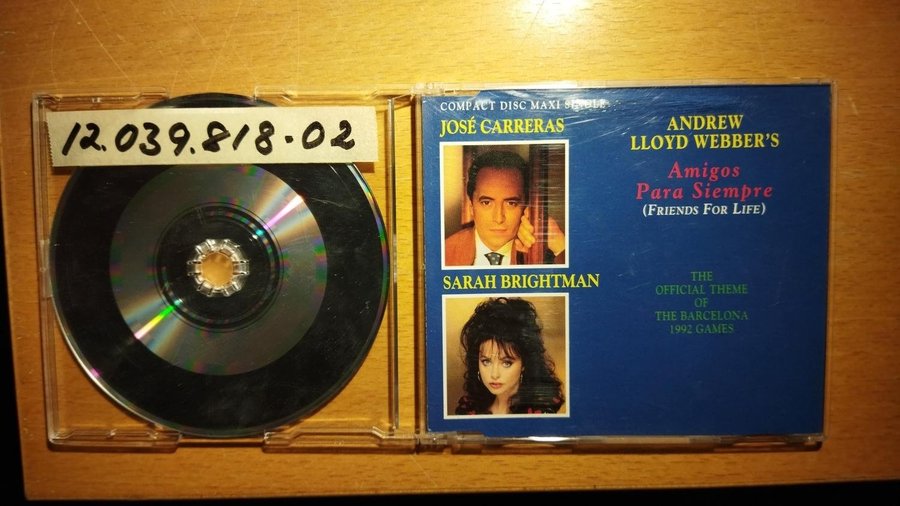 12.039.818-02
COMPACT DISC MAXI SINGLE
JOSÉ CARRERAS
SARAH BRIGHTMAN
ANDREW
LLOYD WEBBER'S
Amigos
Para Siempre
(FRIENDS FOR LIFE)
THE
OFFICIAL THEME
OF
THE BARCELONA
1992 GAMES